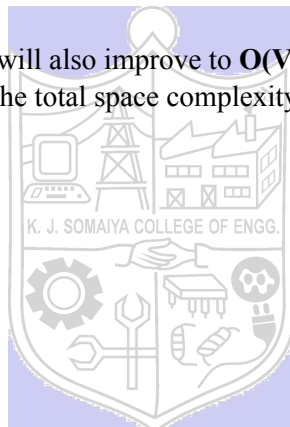 will also improve to O(V
he total space complexity
K. J. SOMAIYA COLLEGE OF ENGG.